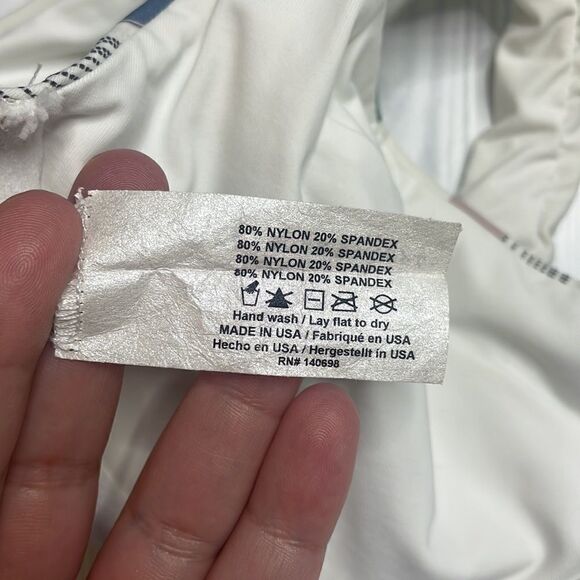 80% NYLON 20% SPANDEX
80% NYLON 20% SPANDEX
80% NYLON 20% SPANDEX
80% NYLON 20% SPANDEX
Hand wash / Lay flat to dry
MADE IN USA / Fabriqué en USA
Hecho en USA / Hergestellt in USA
RN# 140698